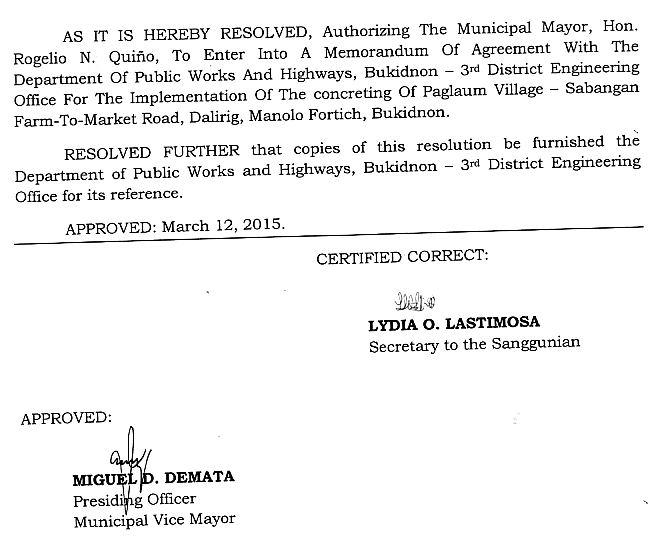 AS IT IS HEREBY RESOLVED, Authorizing The Municipal Mayor, Hon.
Rogelio N. Quiño, To Enter Into A Memorandum Of Agreement With The
Department Of Public Works And Highways, Bukidnon – 3rd District Engineering
Office For The Implementation Of The concreting Of Paglaum Village – Sabangan
Farm-To-Market Road, Dalirig, Manolo Fortich, Bukidnon.
RESOLVED FURTHER that copies of this resolution be furnished the
Department of Public Works and Highways, Bukidnon – 3rd District Engineering
Office for its reference.
APPROVED: March 12, 2015.
CERTIFIED CORRECT:
LYDIA O. LASTIMOSA
Secretary to the Sanggunian
APPROVED:
MIGUEL D. DEMATA
Presiding Officer
Municipal Vice Mayor